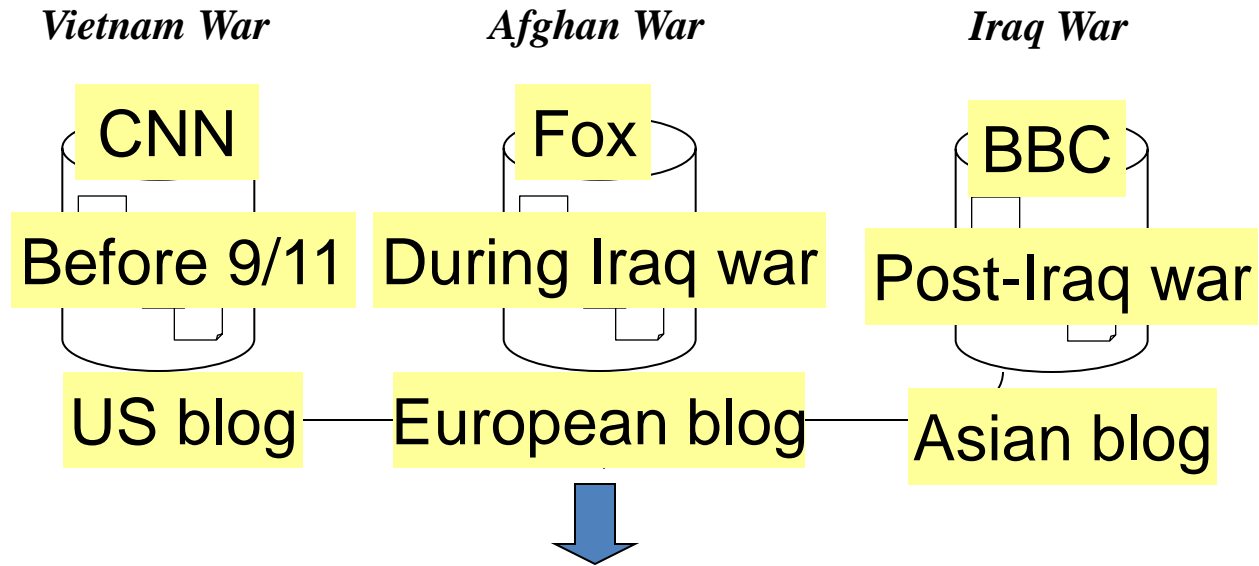 Vietnam War Afghan War Iraq War
CNN Fox BBC
Before 9/11 During Iraq war Post-Iraq war
US blog European blog Asian blog